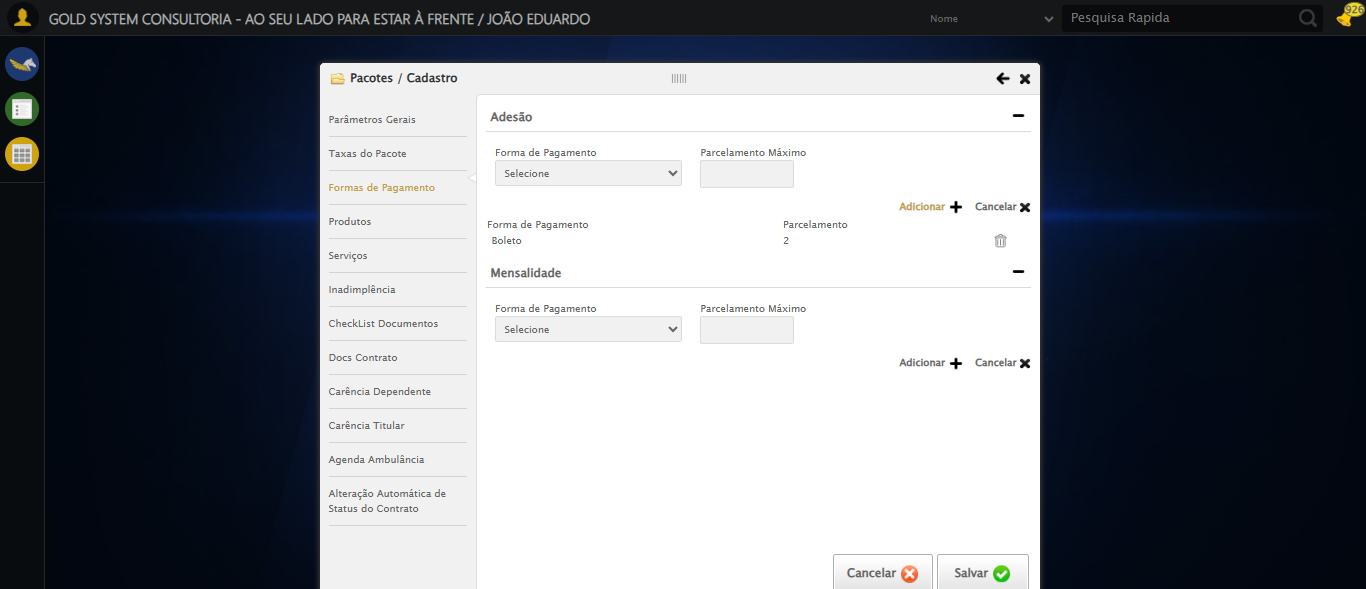 GOLD SYSTEM CONSULTORIA - AO SEU LADO PARA ESTAR À FRENTE / JOÃO EDUARDO
Nome
Pesquisa Rapida
926
Pacotes / Cadastro
Parâmetros Gerais
Taxas do Pacote
Formas de Pagamento
Produtos
Serviços
Inadimplência
CheckList Documentos
Docs Contrato
Carência Dependente
Carência Titular
Agenda Ambulância
Alteração Automática de
Status do Contrato
Adesão
Forma de Pagamento Parcelamento Máximo
Selecione
Adicionar Cancelar
Forma de Pagamento Parcelamento
Boleto 2
Mensalidade
Forma de Pagamento Parcelamento Máximo
Selecione
Adicionar Cancelar
Cancelar Salvar